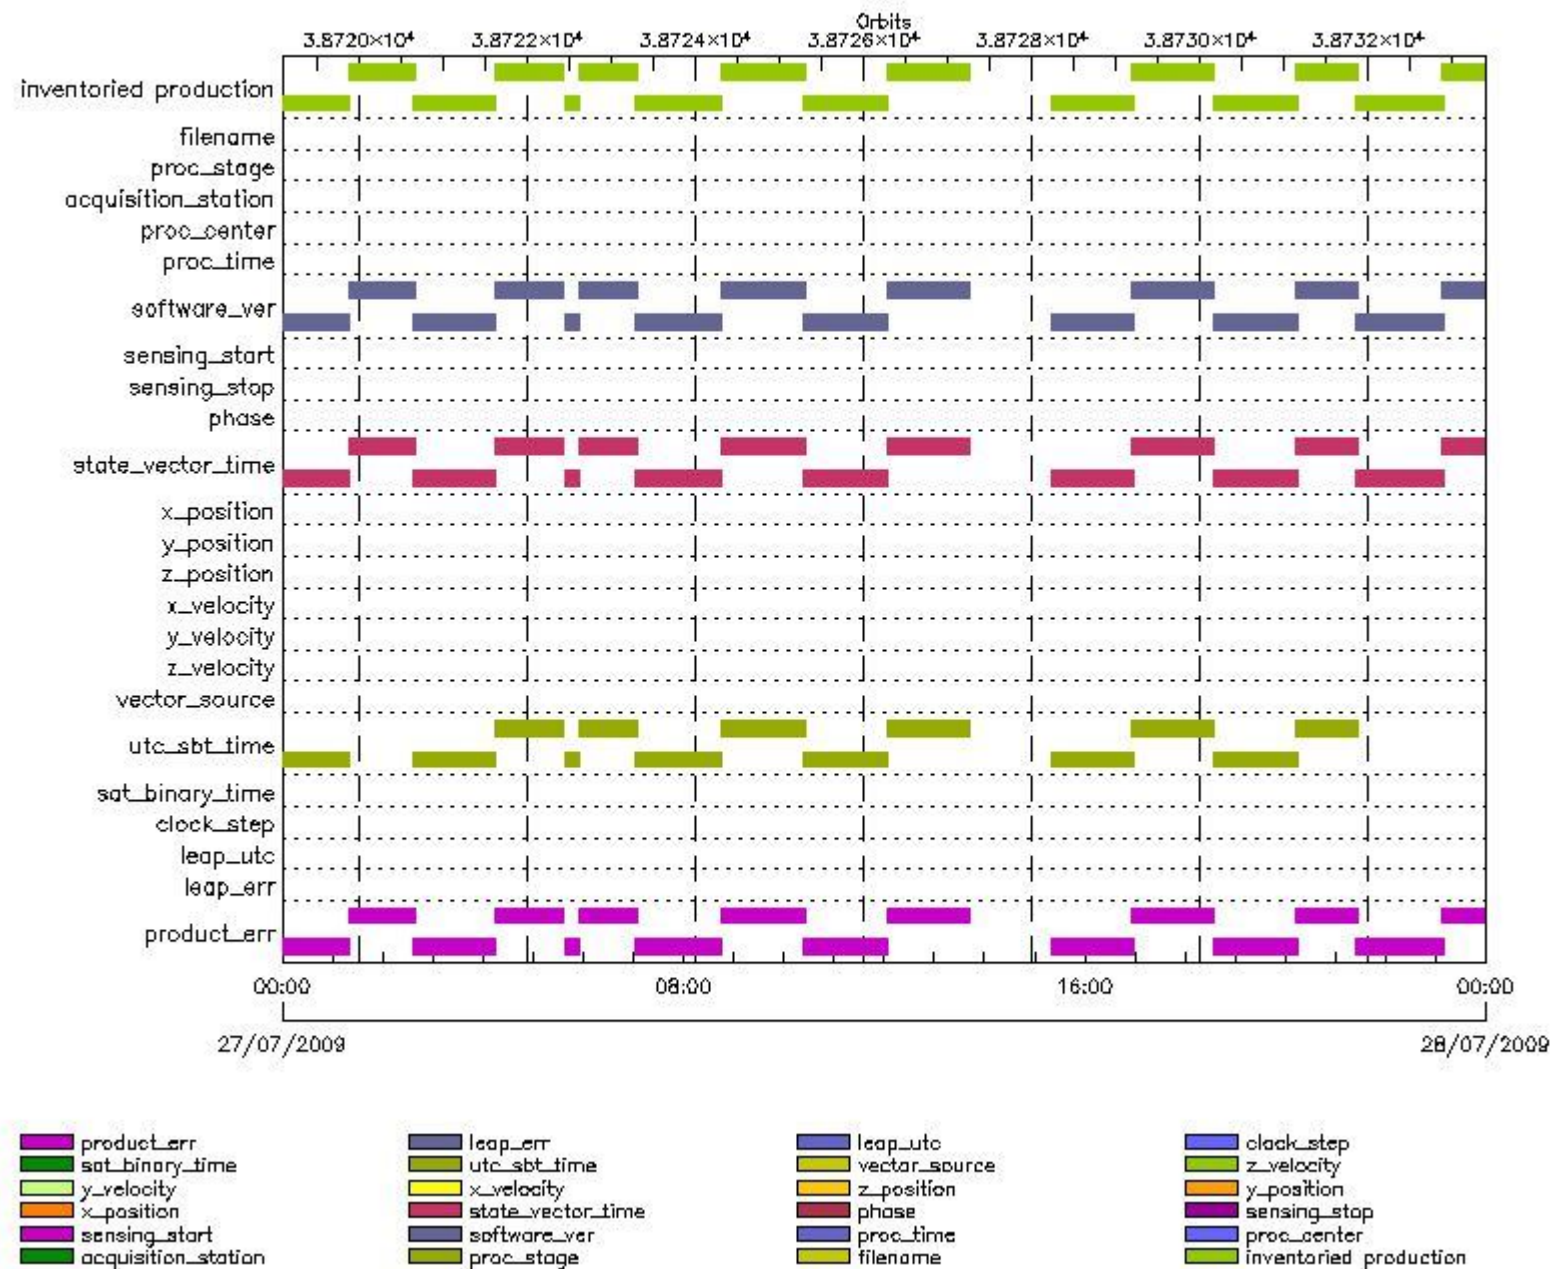 Orbits
3.8720×10⁴ 3.8722×10⁴ 3.8724×10⁴ 3.8726×10⁴ 3.8728×10⁴ 3.8730×10⁴ 3.8732×10⁴
inventoried production
filename
proc_stage
acquisition_station
proc_center
proc_time
software_ver
sensing_start
sensing_stop
phase
state_vector_time
x_position
y_position
z_position
x_velocity
y_velocity
z_velocity
vector_source
utc_sbt_time
sat_binary_time
clock_step
leap_utc
leap_err
product_err
00:00 08:00 16:00 00:00
27/07/2009 28/07/2009
product_err leap_err leap_utc clock_step
sat_binary_time utc_sbt_time vector_source z_velocity
y_velocity x_velocity z_position y_position
x_position state_vector_time phase sensing_stop
sensing_start software_ver proc_time proc_center
acquisition_station proc_stage filename inventoried production